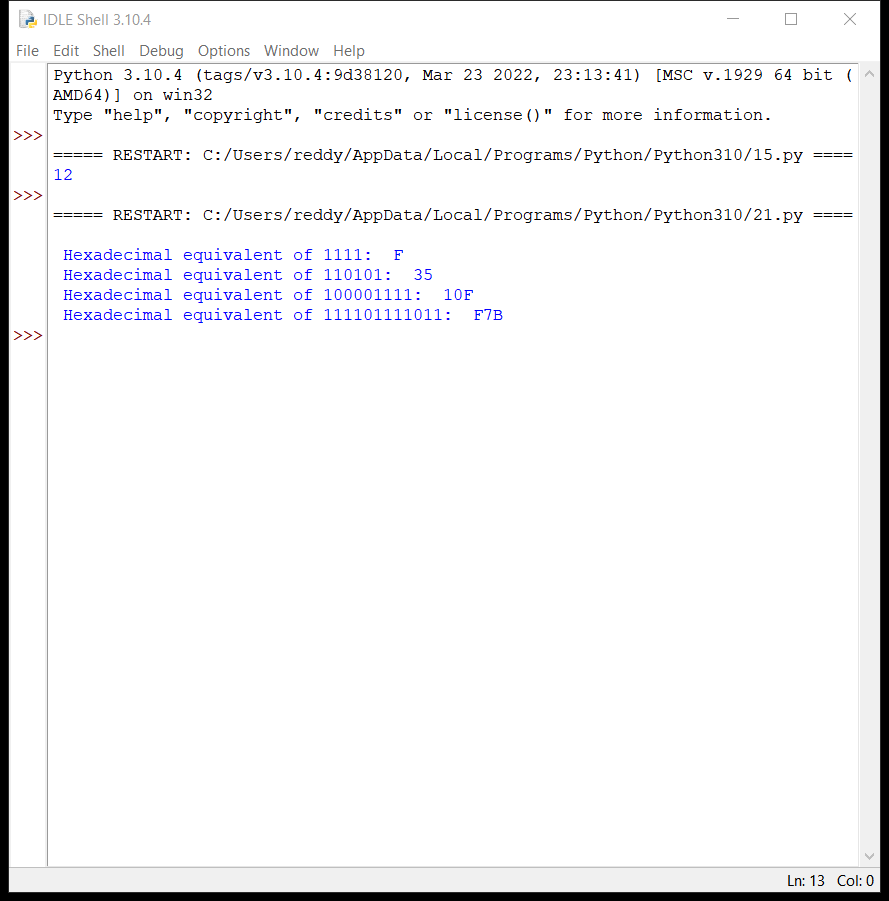 IDLE Shell 3.10.4
File Edit Shell Debug Options Window Help
Python 3.10.4 (tags/v3.10.4:9d38120, Mar 23 2022, 23:13:41) [MSC v.1929 64 bit (
AMD64)] on win32
Type "help", "copyright", "credits" or "license()" for more information.
>>>
===== RESTART: C:/Users/reddy/AppData/Local/Programs/Python/Python310/15.py ====
12
>>>
===== RESTART: C:/Users/reddy/AppData/Local/Programs/Python/Python310/21.py ====
Hexadecimal equivalent of 1111:  F
Hexadecimal equivalent of 110101:  35
Hexadecimal equivalent of 100001111:  10F
Hexadecimal equivalent of 111101111011:  F7B
>>>
Ln: 13 Col: 0